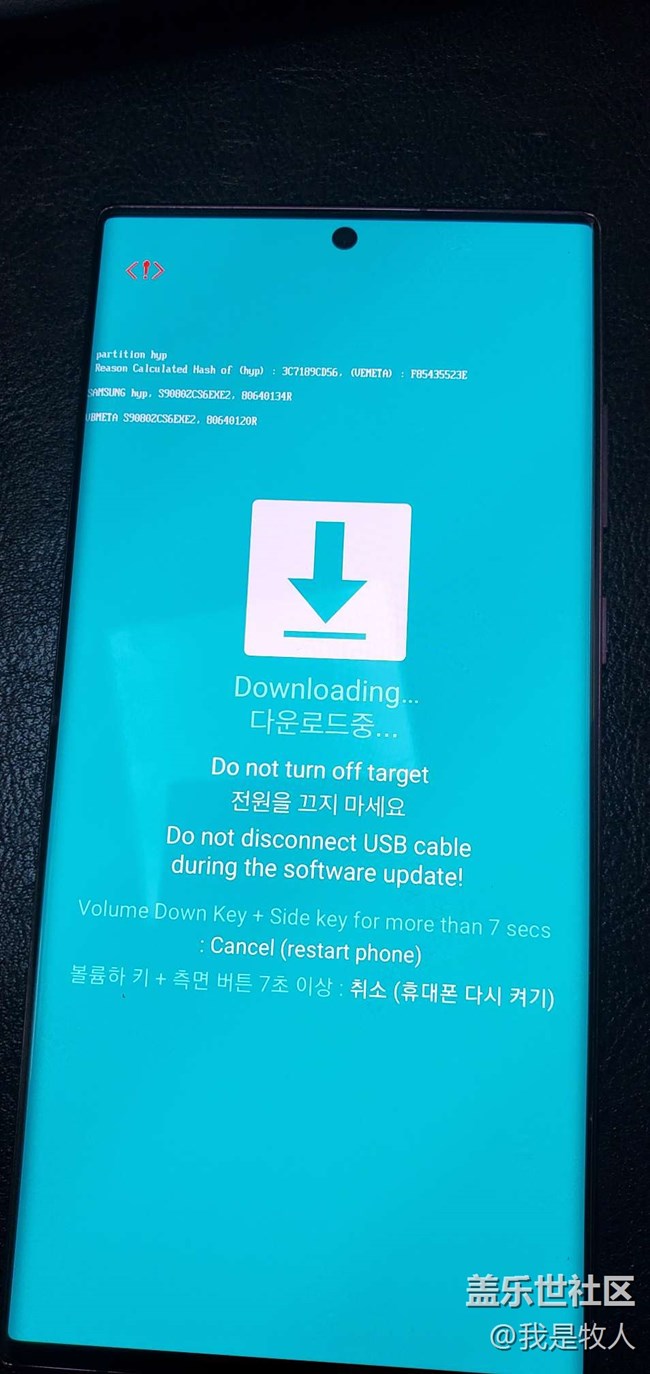 <!>
partition hyp
Reason Calculated Hash of (hyp) : 3C7189CD56, (VBMETA) : F85435523E
SAMSUNG hyp, S9080ZCS6EXE2, 80640134R
VBMETA S9080ZCS6EXE2, 80640120R
Downloading...
다운로드중...
Do not turn off target
전원을 끄지 마세요
Do not disconnect USB cable
during the software update!
Volume Down Key + Side key for more than 7 secs
: Cancel (restart phone)
볼륨하 키 + 측면 버튼 7초 이상 : 취소 (휴대폰 다시 켜기)
盖乐世社区
@我是牧人